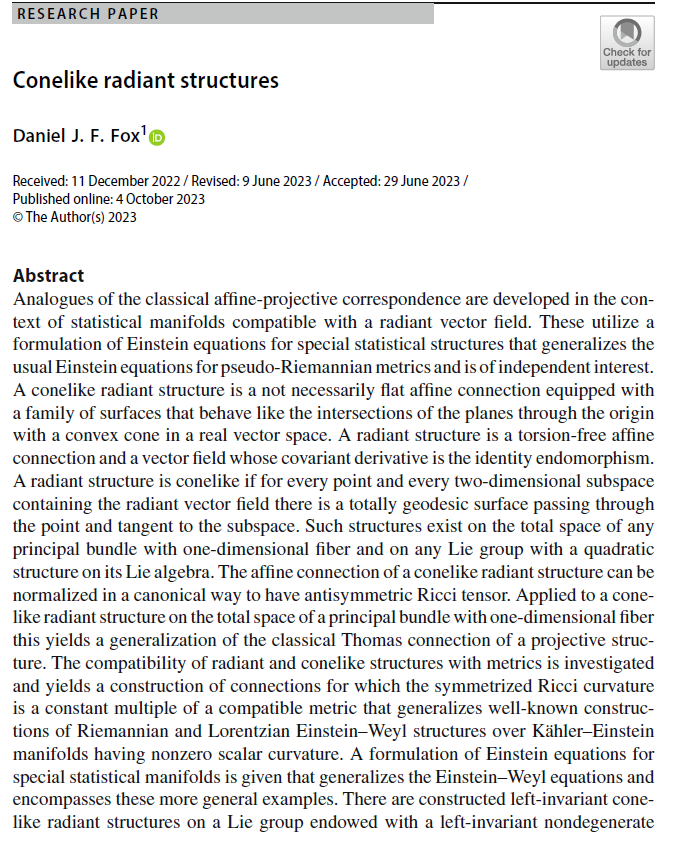 RESEARCH PAPER
Check for
updates
Conelike radiant structures
Daniel J. F. Fox1 iD
Received: 11 December 2022 / Revised: 9 June 2023 / Accepted: 29 June 2023 /
Published online: 4 October 2023
© The Author(s) 2023
Abstract
Analogues of the classical affine-projective correspondence are developed in the con-
text of statistical manifolds compatible with a radiant vector field. These utilize a
formulation of Einstein equations for special statistical structures that generalizes the
usual Einstein equations for pseudo-Riemannian metrics and is of independent interest.
A conelike radiant structure is a not necessarily flat affine connection equipped with
a family of surfaces that behave like the intersections of the planes through the origin
with a convex cone in a real vector space. A radiant structure is a torsion-free affine
connection and a vector field whose covariant derivative is the identity endomorphism.
A radiant structure is conelike if for every point and every two-dimensional subspace
containing the radiant vector field there is a totally geodesic surface passing through
the point and tangent to the subspace. Such structures exist on the total space of any
principal bundle with one-dimensional fiber and on any Lie group with a quadratic
structure on its Lie algebra. The affine connection of a conelike radiant structure can be
normalized in a canonical way to have antisymmetric Ricci tensor. Applied to a cone-
like radiant structure on the total space of a principal bundle with one-dimensional fiber
this yields a generalization of the classical Thomas connection of a projective struc-
ture. The compatibility of radiant and conelike structures with metrics is investigated
and yields a construction of connections for which the symmetrized Ricci curvature
is a constant multiple of a compatible metric that generalizes well-known construc-
tions of Riemannian and Lorentzian Einstein–Weyl structures over Kähler–Einstein
manifolds having nonzero scalar curvature. A formulation of Einstein equations for
special statistical manifolds is given that generalizes the Einstein–Weyl equations and
encompasses these more general examples. There are constructed left-invariant cone-
like radiant structures on a Lie group endowed with a left-invariant nondegenerate